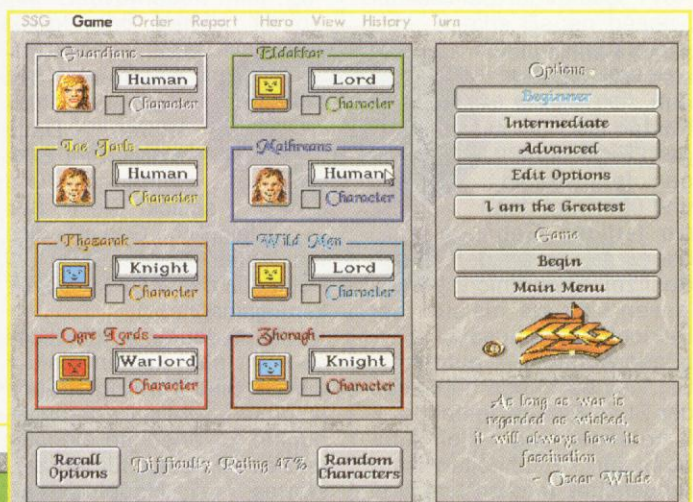 SSG Game Order Report Hero View History Turn
Guardians
Human
Character
Eldakkar
Lord
Character
Ice Jarls
Human
Character
Maihreans
Human
Character
Khazarak
Knight
Character
Wild Men
Lord
Character
Ogre Lords
Warlord
Character
Zhoragh
Knight
Character
Recall Options
Difficulty Rating 47%
Random Characters
Options
Beginner
Intermediate
Advanced
Edit Options
I am the Greatest
Game
Begin
Main Menu
As long as war is
regarded as wicked,
it will always have its
fascination
~ Oscar Wilde